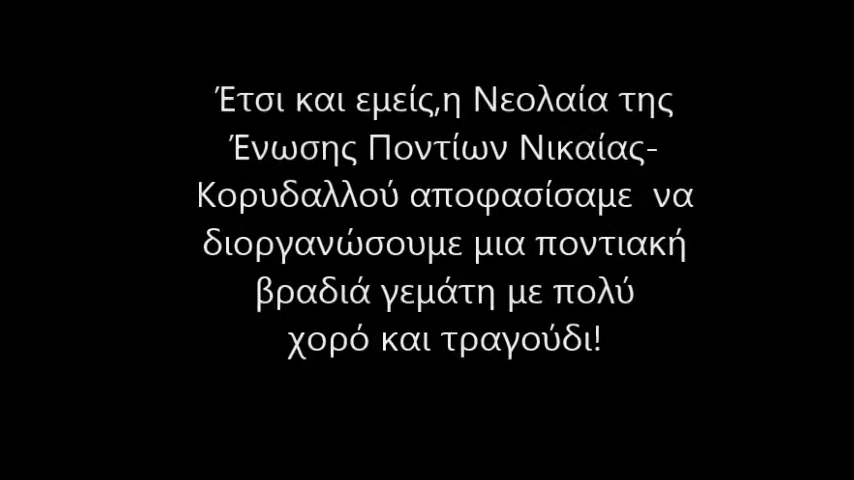 Έτσι και εμείς,η Νεολαία της
Ένωσης Ποντίων Νικαίας-
Κορυδαλλού αποφασίσαμε  να
διοργανώσουμε μια ποντιακή
βραδιά γεμάτη με πολύ
χορό και τραγούδι!